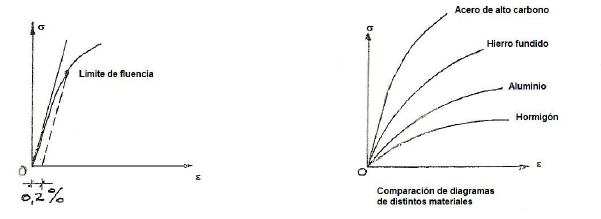 σ
Límite de fluencia
O
ε
0,2%
σ
Acero de alto carbono
Hierro fundido
Aluminio
Hormigón
O
ε
Comparación de diagramas
de distintos materiales